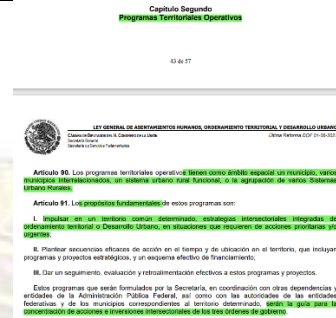 Capítulo Segundo
Programas Territoriales Operativos
43 de 57
LEY GENERAL DE ASENTAMIENTOS HUMANOS, ORDENAMIENTO TERRITORIAL Y DESARROLLO URBANO
CÁMARA DE DIPUTADOS DEL H. CONGRESO DE LA UNIÓN
Última Reforma DOF 01-06-2021
Secretaría General
Secretaría de Servicios Parlamentarios
Artículo 90. Los programas territoriales operativos tienen como ámbito espacial un municipio, varios
municipios interrelacionados, un sistema urbano rural funcional, o la agrupación de varios Sistemas
Urbano Rurales.
Artículo 91. Los propósitos fundamentales de estos programas son:
I. Impulsar en un territorio común determinado, estrategias intersectoriales integradas de
ordenamiento territorial o Desarrollo Urbano, en situaciones que requieren de acciones prioritarias y/o
urgentes;
II. Plantear secuencias eficaces de acción en el tiempo y de ubicación en el territorio, que incluyan
programas y proyectos estratégicos, y un esquema efectivo de financiamiento;
III. Dar un seguimiento, evaluación y retroalimentación efectivos a estos programas y proyectos.
Estos programas que serán formulados por la Secretaría, en coordinación con otras dependencias y
entidades de la Administración Pública Federal, así como con las autoridades de las entidades
federativas y de los municipios correspondientes al territorio determinado, serán la guía para la
concentración de acciones e inversiones intersectoriales de los tres órdenes de gobierno.